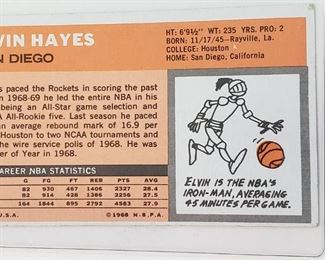 VIN HAYES
N DIEGO
HT: 6'9½" WT: 235 YRS. PRO: 2
BORN: 11/17/45-Rayville, La.
COLLEGE: Houston
HOME: San Diego, California
s paced the Rockets in scoring the past
n 1968-69 he led the entire NBA in his
being an All-Star game selection and
A All-Rookie five. Last season he paced
an average rebound mark of 16.9 per
Houston to two NCAA tournaments and
the wire service polls of 1968. He was
er of Year in 1968.
AREER NBA STATISTICS
G FG FT REB PTS AVG
82 930 467 1406 2327 28.4
82 914 428 1386 2256 27.5
164 1844 895 2792 4583 27.9
U.S.A. ©1968 N.B.P.A.
ELVIN IS THE NBA'S
IRON-MAN, AVERAGING
45 MINUTES PER GAME.